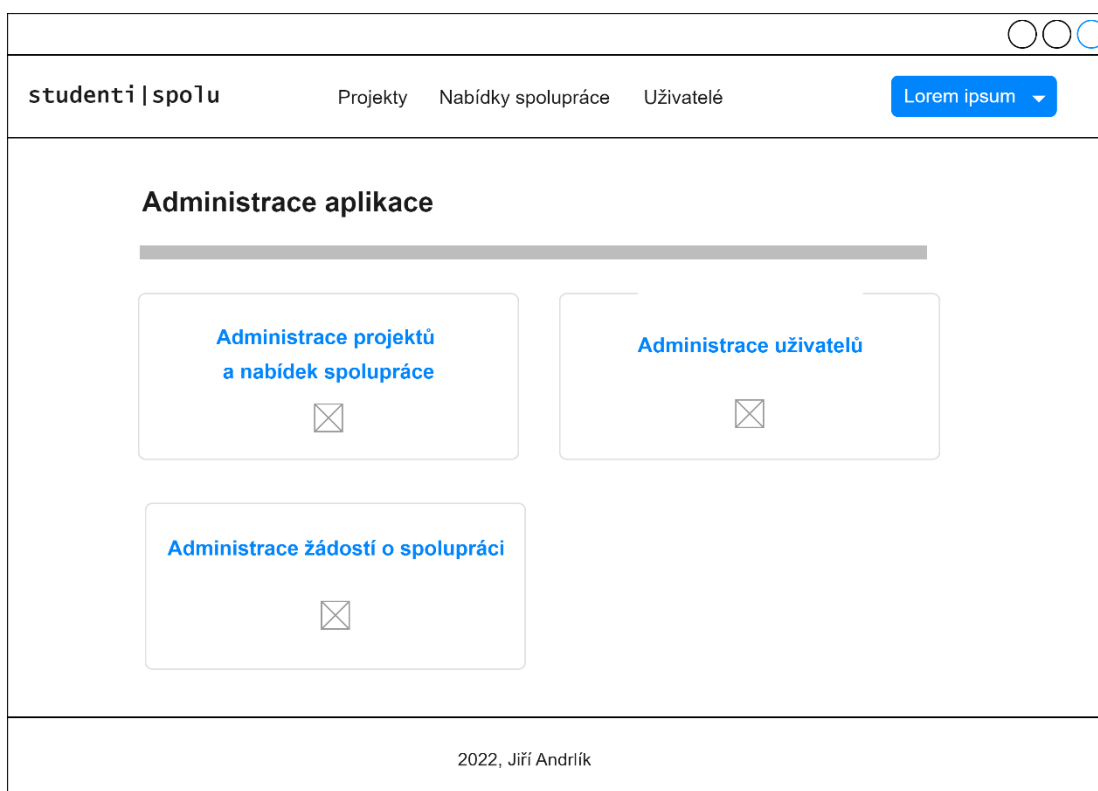 studenti|spolu
Projekty
Nabídky spolupráce
Uživatelé
Lorem ipsum
Administrace aplikace
Administrace projektů
a nabídek spolupráce
Administrace uživatelů
Administrace žádostí o spolupráci
2022, Jiří Andrlík